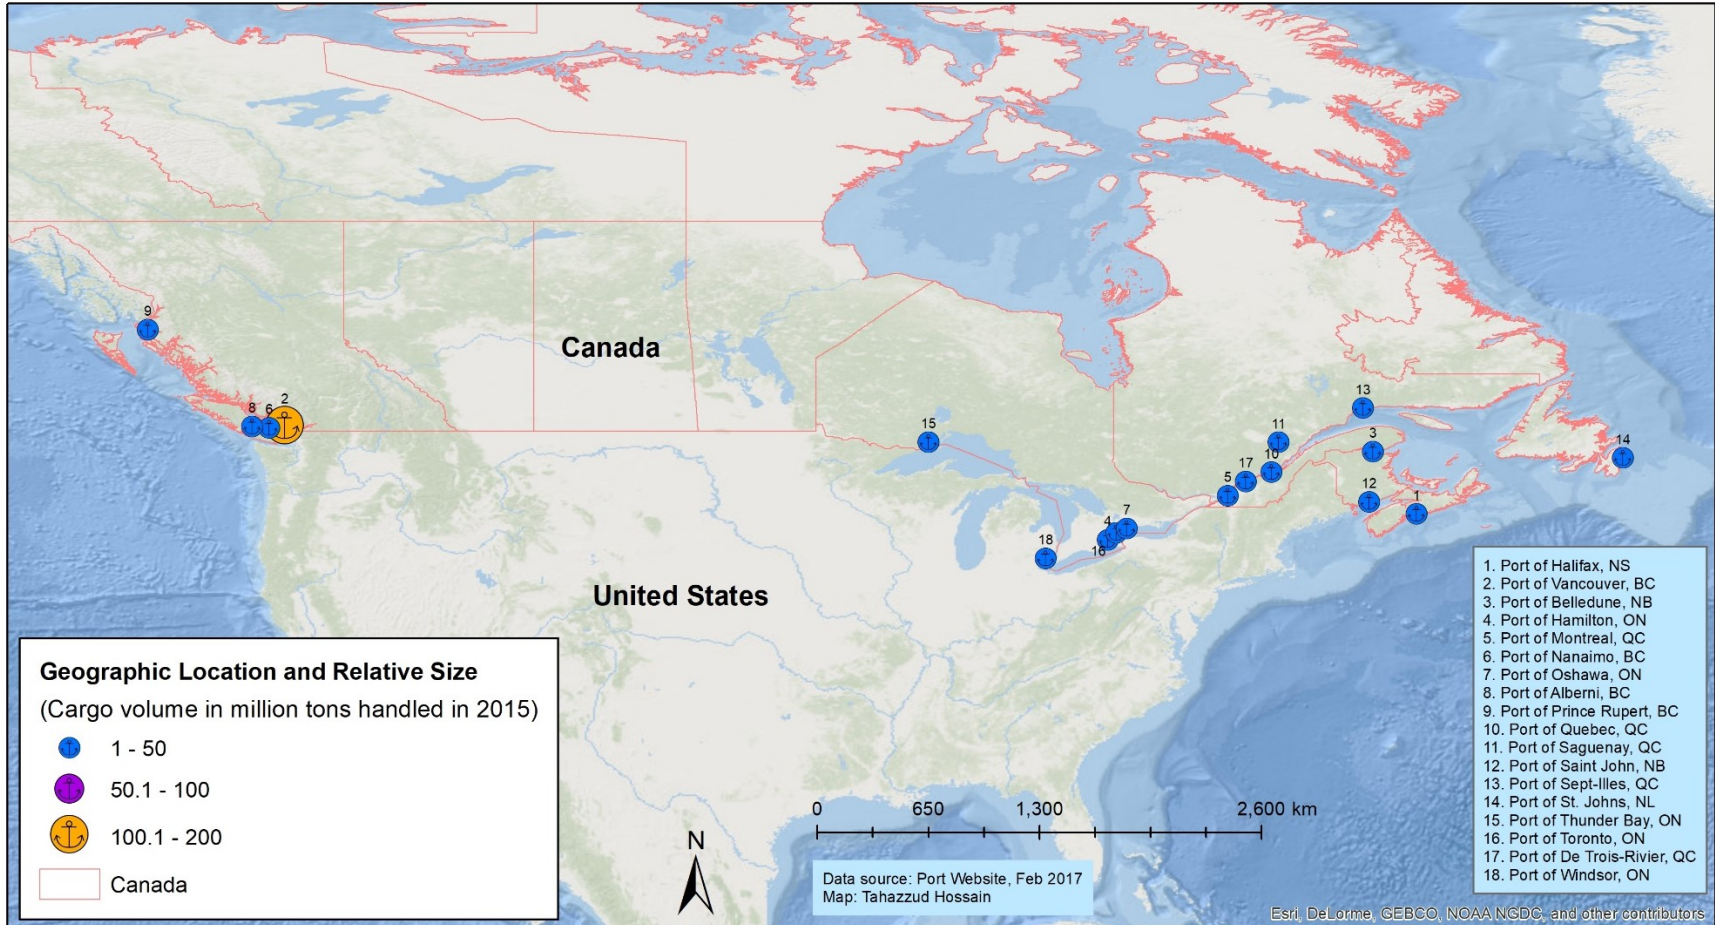 9
Canada
2
8
6
13
15
11
3
14
10
17
5
12
1
7
4
18
16
United States
1. Port of Halifax, NS
2. Port of Vancouver, BC
3. Port of Belledune, NB
4. Port of Hamilton, ON
5. Port of Montreal, QC
6. Port of Nanaimo, BC
7. Port of Oshawa, ON
8. Port of Alberni, BC
9. Port of Prince Rupert, BC
10. Port of Quebec, QC
11. Port of Saguenay, QC
12. Port of Saint John, NB
13. Port of Sept-Illes, QC
14. Port of St. Johns, NL
15. Port of Thunder Bay, ON
16. Port of Toronto, ON
17. Port of De Trois-Rivier, QC
18. Port of Windsor, ON
Geographic Location and Relative Size
(Cargo volume in million tons handled in 2015)
1 - 50
50.1 - 100
100.1 - 200
Canada
N
0 650 1,300 2,600 km
Data source: Port Website, Feb 2017
Map: Tahazzud Hossain
Esri, DeLorme, GEBCO, NOAA NGDC, and other contributors